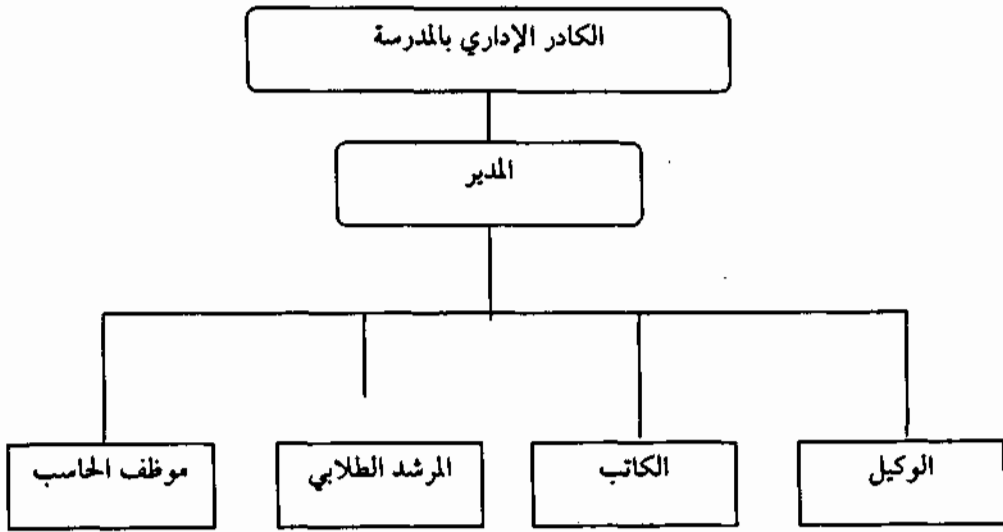 الكادر الإداري بالمدرسة
المدير
الوكيل
الكاتب
المرشد الطلابي
موظف الحاسب